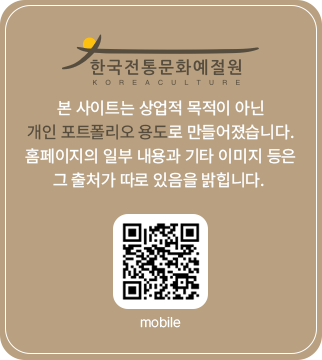 한국전통문화예절원
KOREACULTURE
본 사이트는 상업적 목적이 아닌
개인 포트폴리오 용도로 만들어졌습니다.
홈페이지의 일부 내용과 기타 이미지 등은
그 출처가 따로 있음을 밝힙니다.
mobile